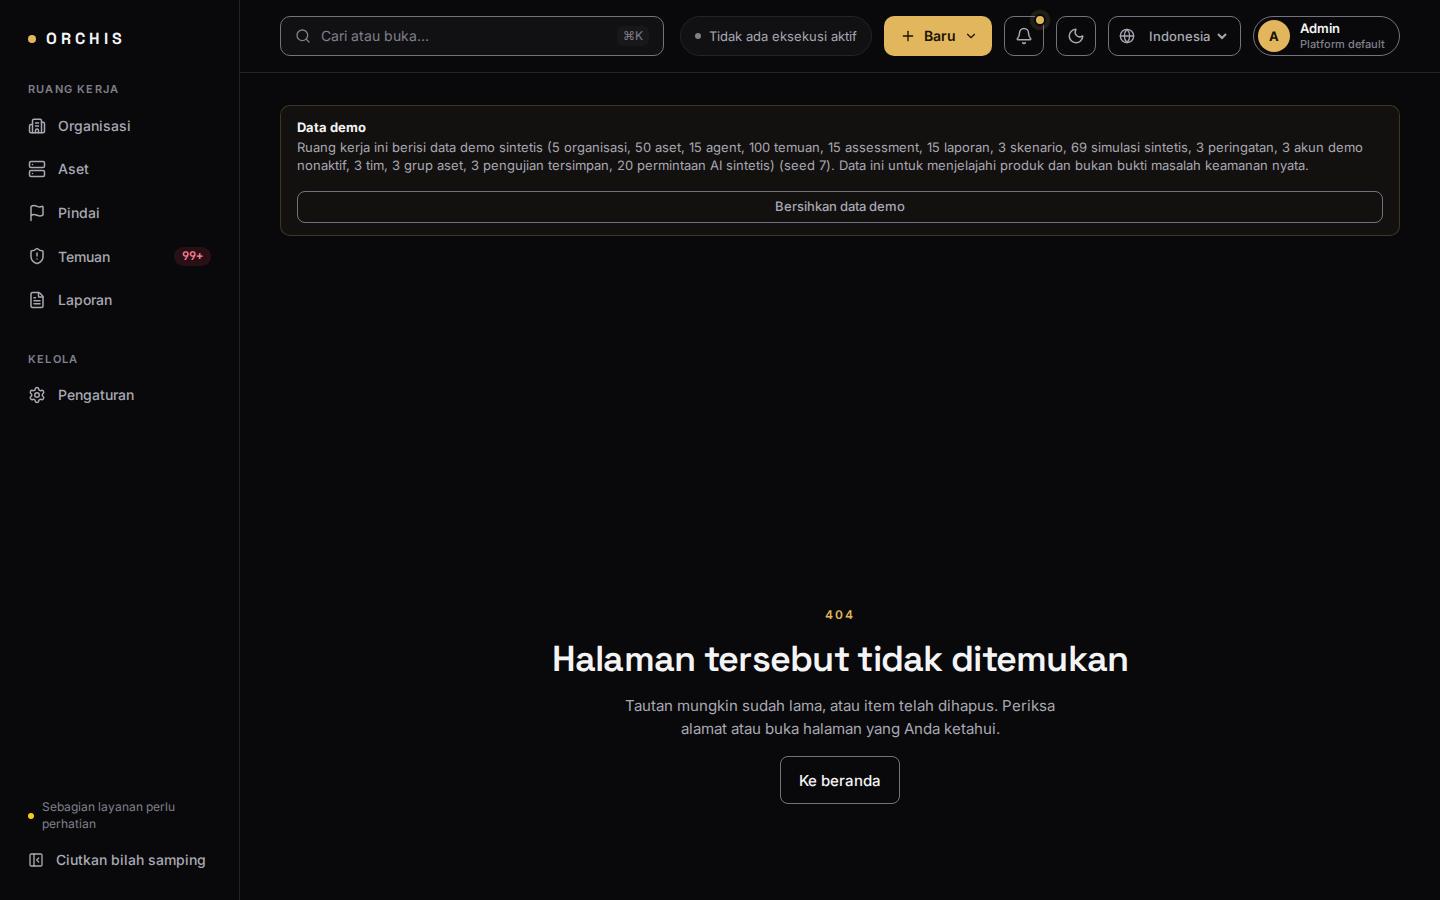 ORCHIS
RUANG KERJA
Organisasi
Aset
Pindai
Temuan 99+
Laporan
KELOLA
Pengaturan
Sebagian layanan perlu
perhatian
Ciutkan bilah samping
Cari atau buka... ⌘K
Tidak ada eksekusi aktif
Baru
Indonesia
A
Admin
Platform default
Data demo
Ruang kerja ini berisi data demo sintetis (5 organisasi, 50 aset, 15 agent, 100 temuan, 15 assessment, 15 laporan, 3 skenario, 69 simulasi sintetis, 3 peringatan, 3 akun demo
nonaktif, 3 tim, 3 grup aset, 3 pengujian tersimpan, 20 permintaan AI sintetis) (seed 7). Data ini untuk menjelajahi produk dan bukan bukti masalah keamanan nyata.
Bersihkan data demo
404
Halaman tersebut tidak ditemukan
Tautan mungkin sudah lama, atau item telah dihapus. Periksa
alamat atau buka halaman yang Anda ketahui.
Ke beranda